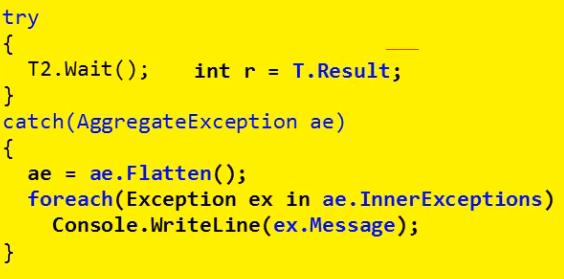 try
{
T2.Wait();    int r = T.Result;
}
catch(AggregateException ae)
{
ae = ae.Flatten();
foreach(Exception ex in ae.InnerExceptions)
Console.WriteLine(ex.Message);
}